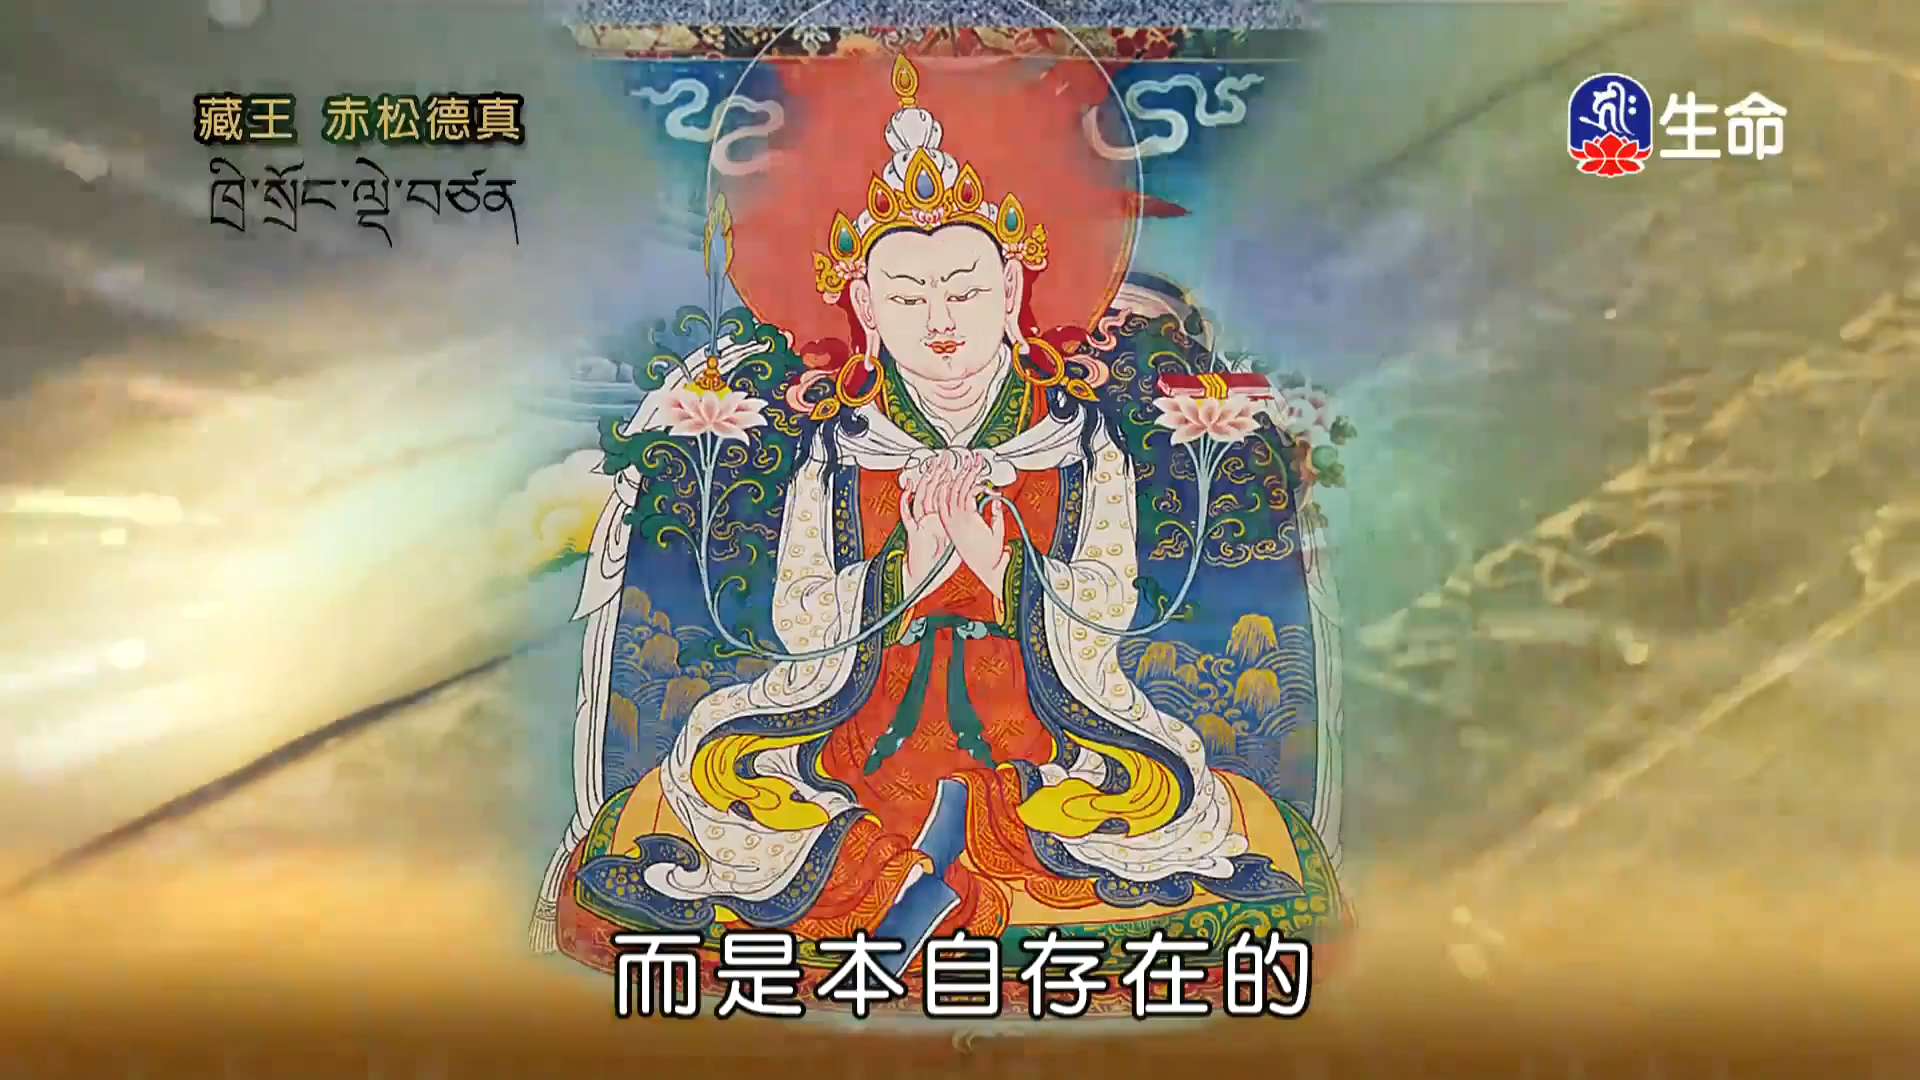 藏王 赤松德真
ཁྲི་སྲོང་ལྡེ་བཙན
生命
而是本自存在的